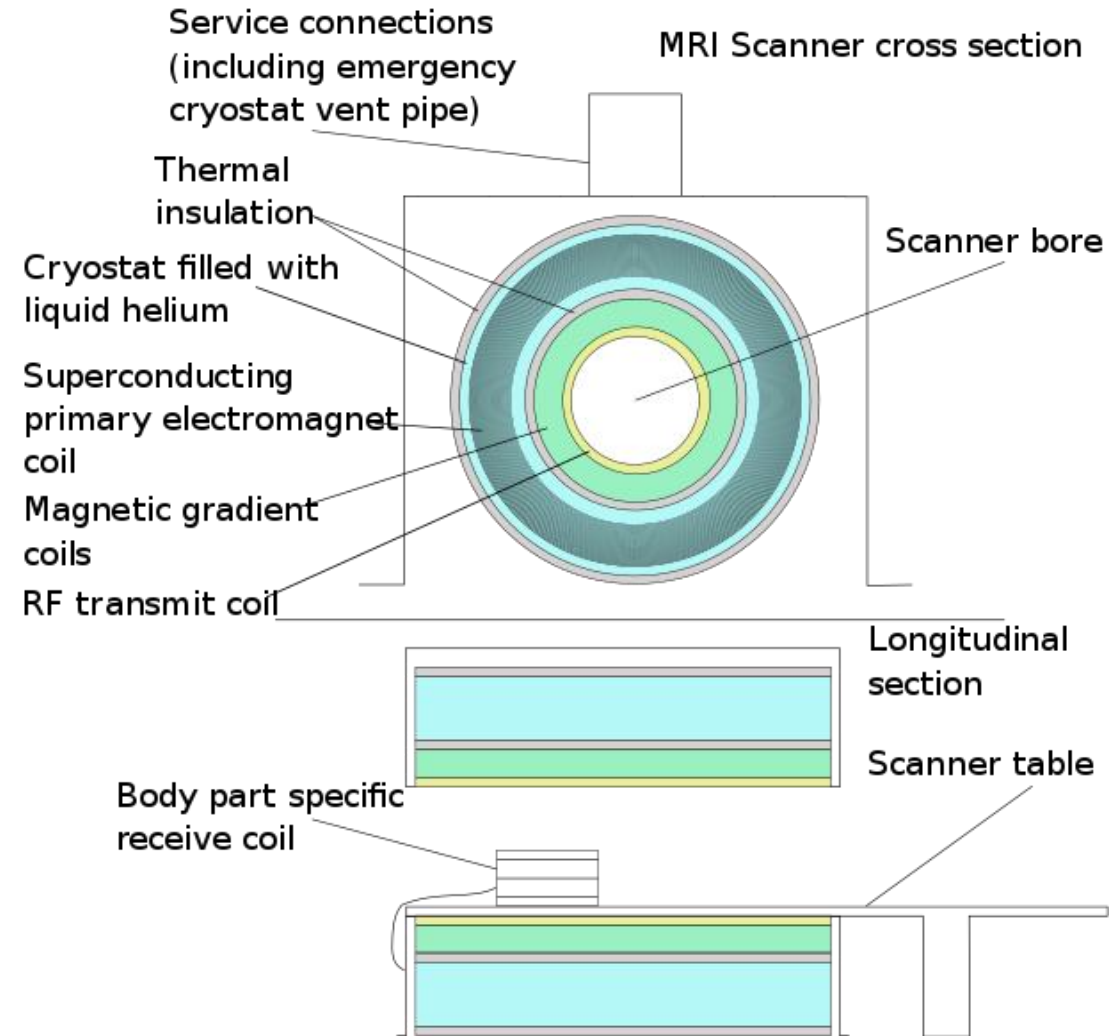 Service connections
(including emergency
cryostat vent pipe)
MRI Scanner cross section
Thermal
insulation
Scanner bore
Cryostat filled with
liquid helium
Superconducting
primary electromagnet
coil
Magnetic gradient
coils
RF transmit coil
Longitudinal
section
Scanner table
Body part specific
receive coil